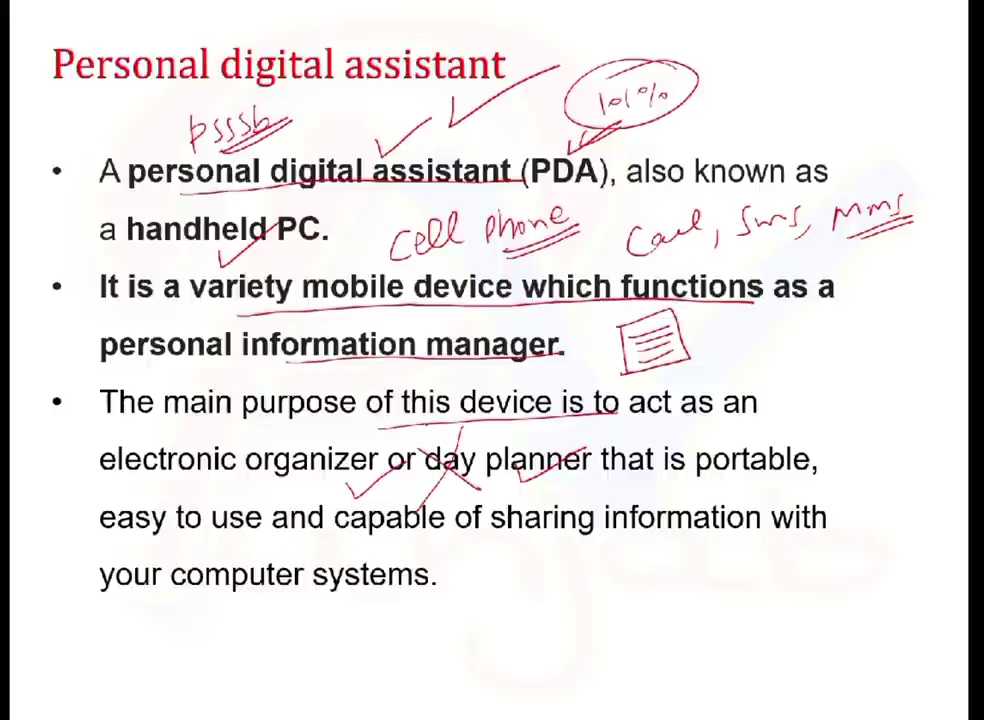 Personal digital assistant
101%
psssb
• A personal digital assistant (PDA), also known as
a handheld PC.
Cell phone
Call, Sms, Mms
• It is a variety mobile device which functions as a
personal information manager.
• The main purpose of this device is to act as an
electronic organizer or day planner that is portable,
easy to use and capable of sharing information with
your computer systems.